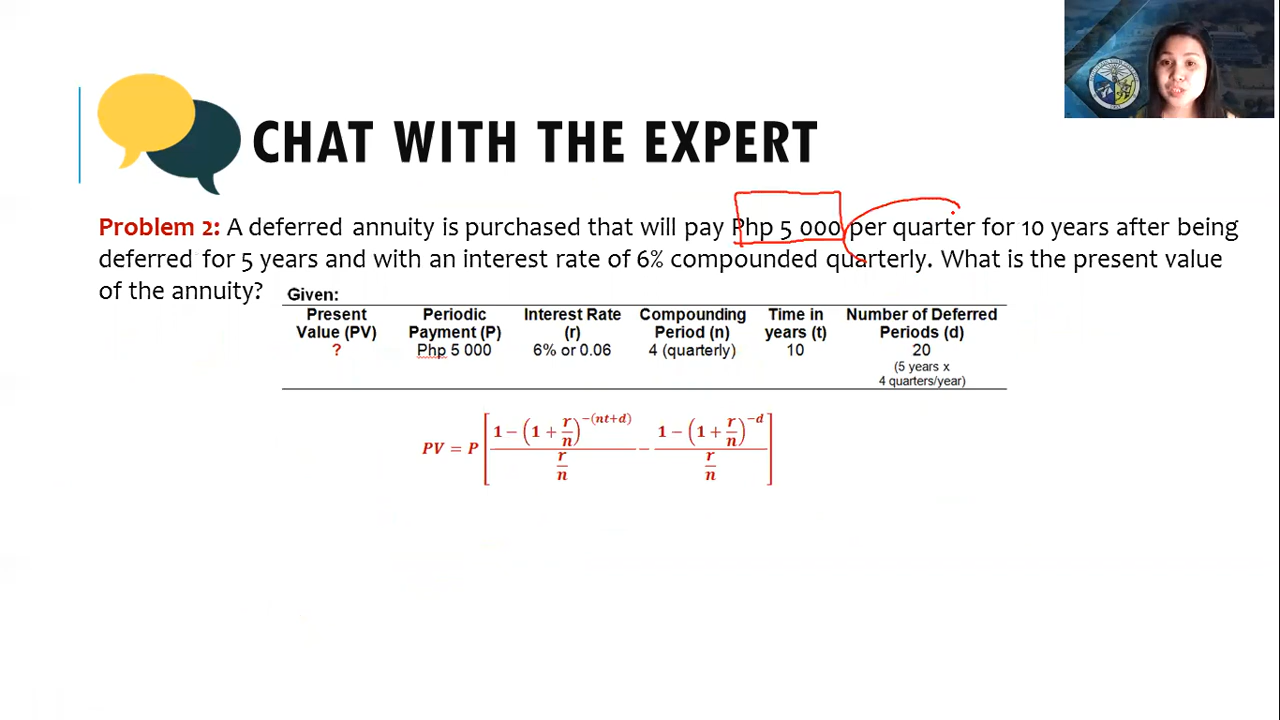 CHAT WITH THE EXPERT
Problem 2: A deferred annuity is purchased that will pay Php 5 000 per quarter for 10 years after being
deferred for 5 years and with an interest rate of 6% compounded quarterly. What is the present value
of the annuity?
Given:
Present Value (PV) | Periodic Payment (P) | Interest Rate (r) | Compounding Period (n) | Time in years (t) | Number of Deferred Periods (d)
? | Php 5 000 | 6% or 0.06 | 4 (quarterly) | 10 | 20 (5 years x 4 quarters/year)
PV = P [ (1 − (1 + r/n)^−(nt+d)) / (r/n) − (1 − (1 + r/n)^−d) / (r/n) ]